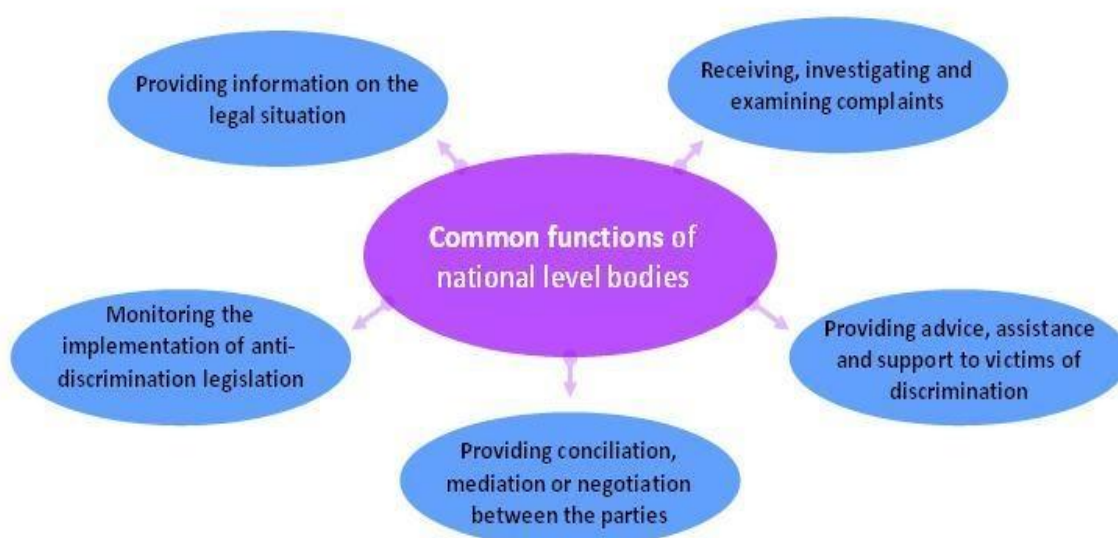 Providing information on the
legal situation
Receiving, investigating and
examining complaints
Common functions of
national level bodies
Monitoring the
implementation of anti-
discrimination legislation
Providing advice, assistance
and support to victims of
discrimination
Providing conciliation,
mediation or negotiation
between the parties